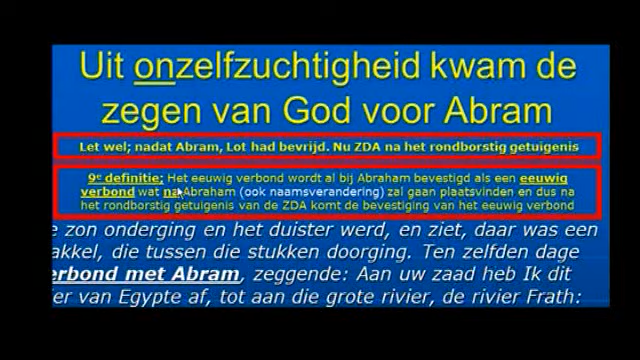 Uit onzelfzuchtigheid kwam de
zegen van God voor Abram
Let wel; nadat Abram, Lot had bevrijd. Nu ZDA na het rondborstig getuigenis
9e definitie; Het eeuwig verbond wordt al bij Abraham bevestigd als een eeuwig
verbond wat na Abraham (ook naamsverandering) zal gaan plaatsvinden en dus na
het rondborstig getuigenis van de ZDA komt de bevestiging van het eeuwig verbond
e zon onderging en het duister werd, en ziet, daar was een
akkel, die tussen die stukken doorging. Ten zelfden dage
erbond met Abram, zeggende: Aan uw zaad heb Ik dit
ier van Egypte af, tot aan die grote rivier, de rivier Frath: